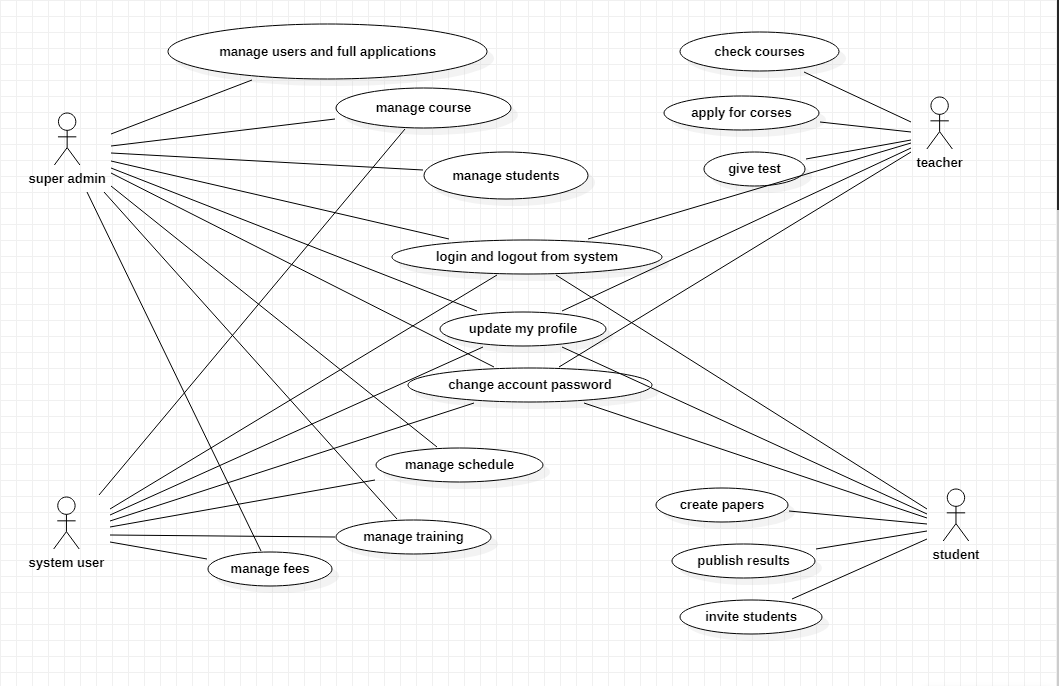 manage users and full applications
check courses
manage course
apply for corses
super admin
teacher
manage students
give test
login and logout from system
update my profile
change account password
manage schedule
create papers
system user
manage training
student
manage fees
publish results
invite students